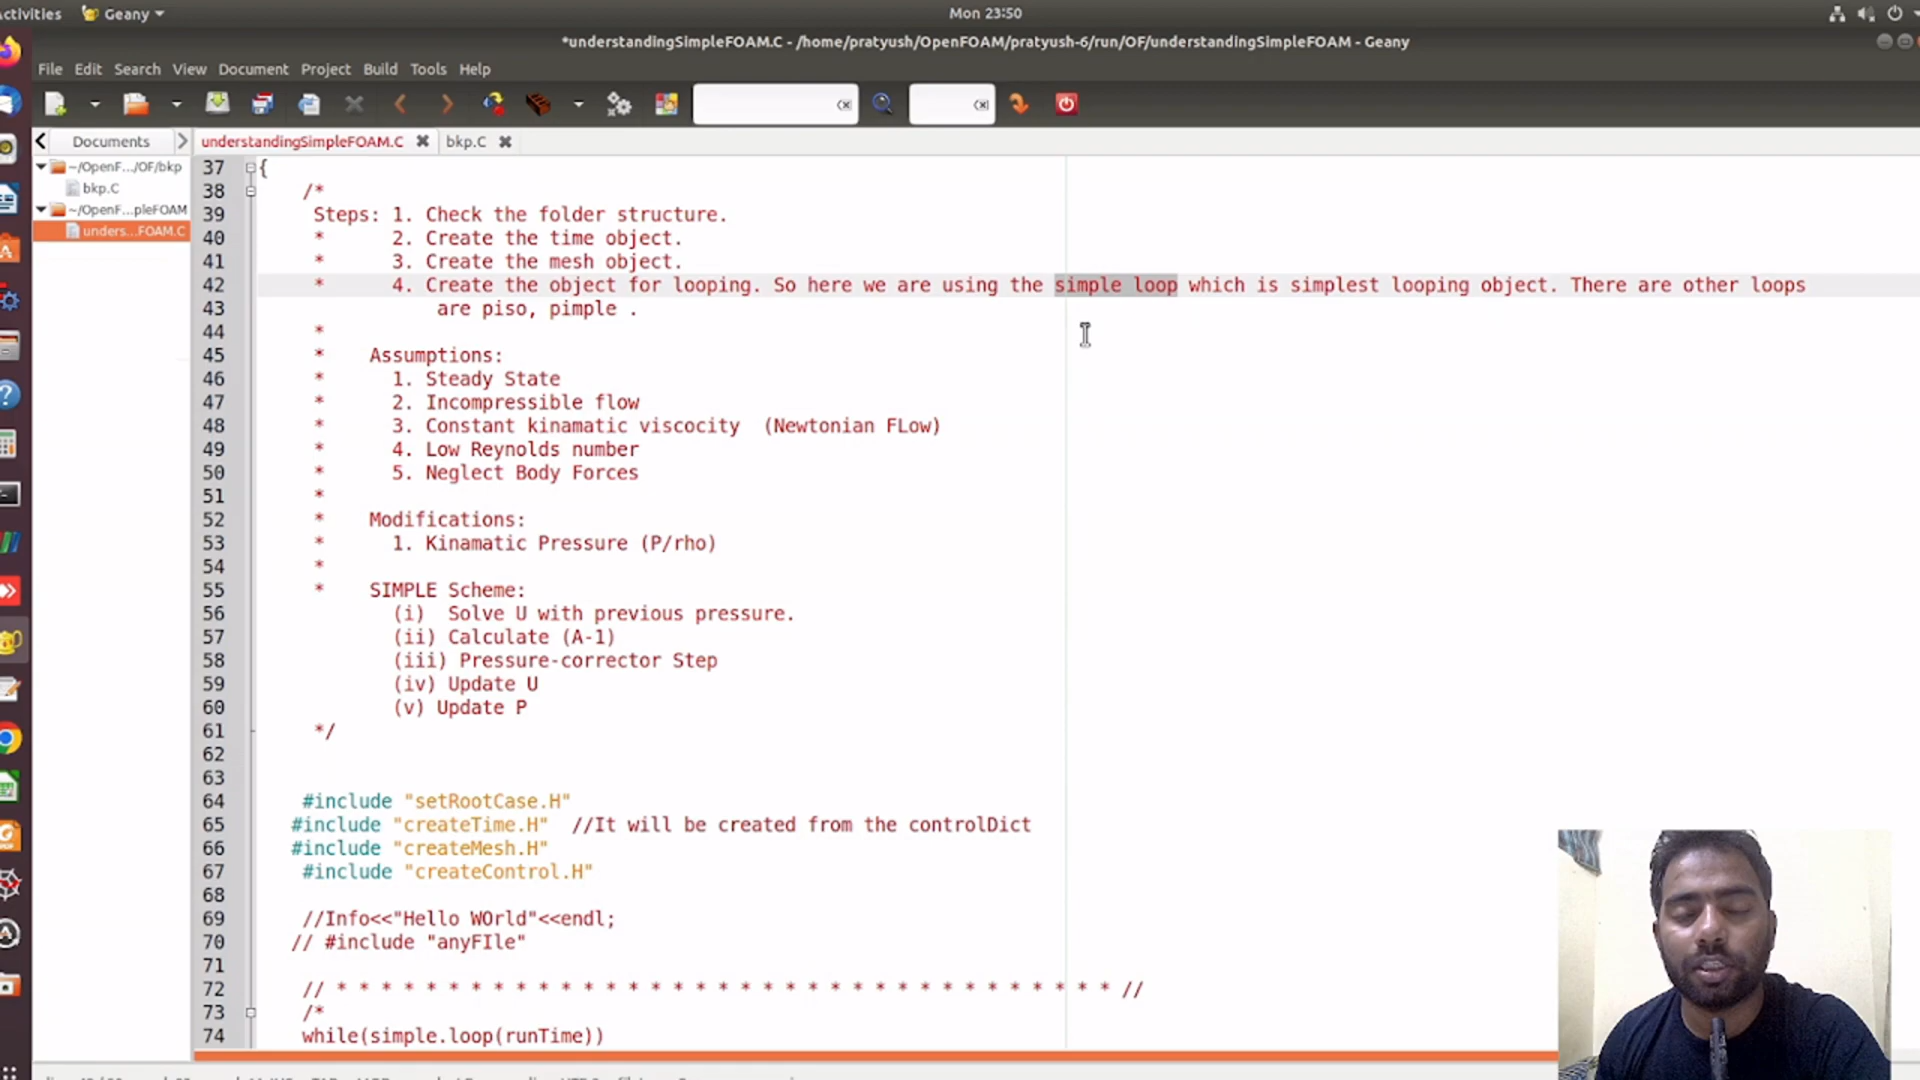 Activities Geany Mon 23:50
*understandingSimpleFOAM.C - /home/pratyush/OpenFOAM/pratyush-6/run/OF/understandingSimpleFOAM - Geany
File Edit Search View Document Project Build Tools Help
Documents understandingSimpleFOAM.C bkp.C
~/OpenF.../OF/bkp
bkp.C
~/OpenF...pleFOAM
unders...FOAM.C
37 {
38 /*
39 Steps: 1. Check the folder structure.
40 * 2. Create the time object.
41 * 3. Create the mesh object.
42 * 4. Create the object for looping. So here we are using the simple loop which is simplest looping object. There are other loops
43 are piso, pimple .
44 *
45 * Assumptions:
46 * 1. Steady State
47 * 2. Incompressible flow
48 * 3. Constant kinamatic viscocity (Newtonian FLow)
49 * 4. Low Reynolds number
50 * 5. Neglect Body Forces
51 *
52 * Modifications:
53 * 1. Kinamatic Pressure (P/rho)
54 *
55 * SIMPLE Scheme:
56 (i) Solve U with previous pressure.
57 (ii) Calculate (A-1)
58 (iii) Pressure-corrector Step
59 (iv) Update U
60 (v) Update P
61 */
62
63
64 #include "setRootCase.H"
65 #include "createTime.H" //It will be created from the controlDict
66 #include "createMesh.H"
67 #include "createControl.H"
68
69 //Info<<"Hello WOrld"<<endl;
70 // #include "anyFIle"
71
72 // * * * * * * * * * * * * * * * * * * * * * * * * * * * * * * * * * * * //
73 /*
74 while(simple.loop(runTime))